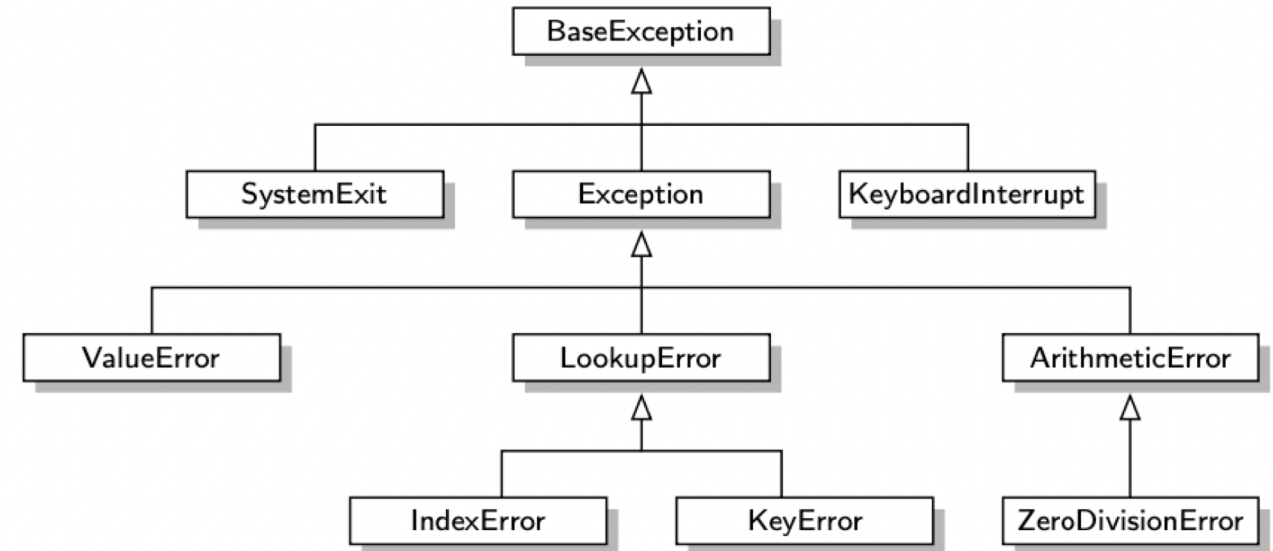 BaseException
SystemExit
Exception
KeyboardInterrupt
ValueError
LookupError
ArithmeticError
IndexError
KeyError
ZeroDivisionError